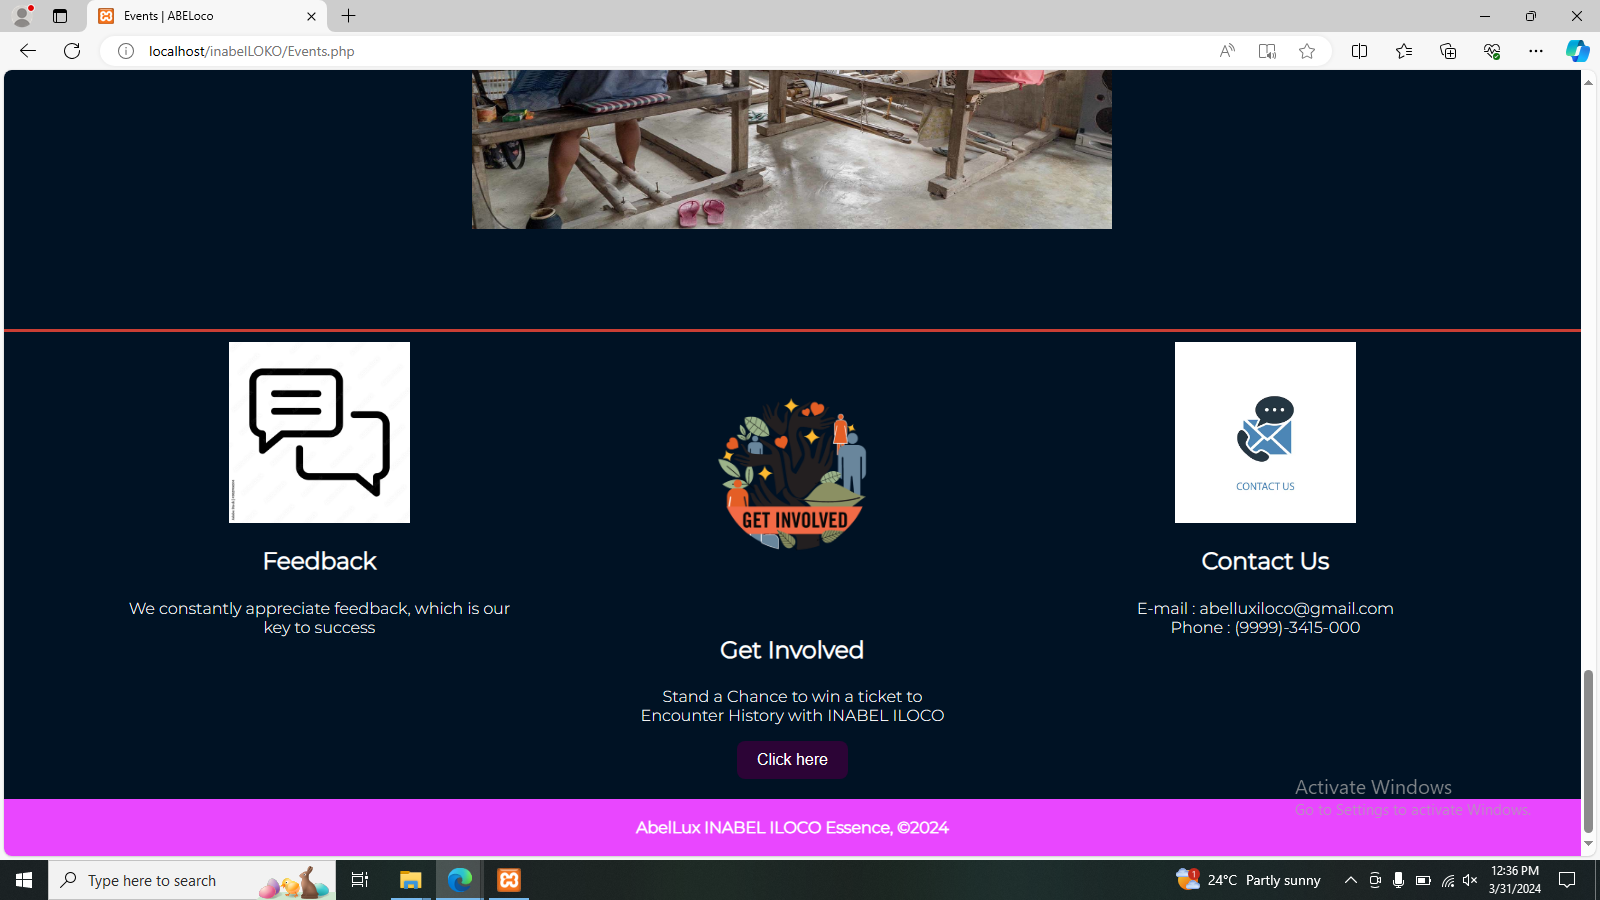 Events | ABELoco
localhost/inabelLOKO/Events.php
GET INVOLVED
CONTACT US
Feedback
We constantly appreciate feedback, which is our
key to success
Get Involved
Stand a Chance to win a ticket to
Encounter History with INABEL ILOCO
Click here
Contact Us
E-mail : abelluxiloco@gmail.com
Phone : (9999)-3415-000
Activate Windows
Go to Settings to activate Windows.
AbelLux INABEL ILOCO Essence, ©2024
Type here to search
1
24°C Partly sunny
12:36 PM
3/31/2024